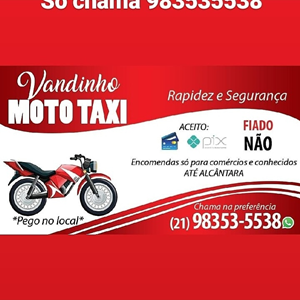 Só chama 983535538
Vandinho
MOTO TAXI
Rapidez e Segurança
ACEITO:
pix
FIADO
NÃO
Encomendas só para comércios e conhecidos
ATÉ ALCÂNTARA
*Pego no local*
Chama na preferência
(21) 98353-5538